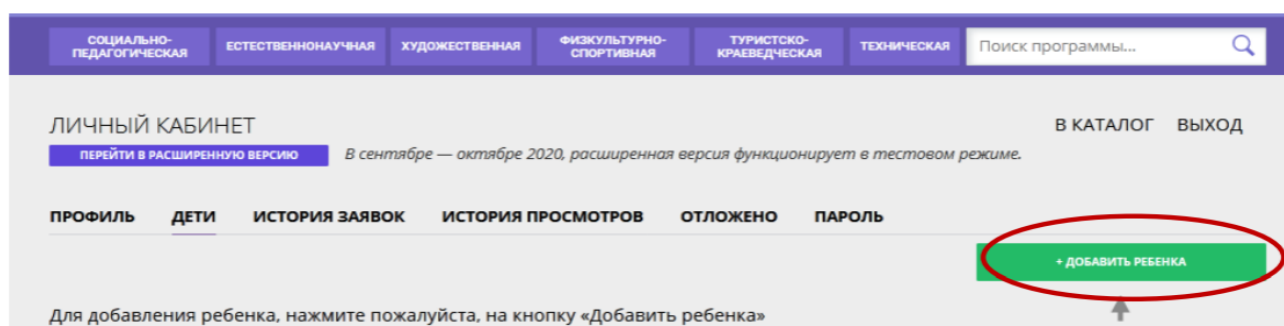 СОЦИАЛЬНО-
ПЕДАГОГИЧЕСКАЯ
ЕСТЕСТВЕННОНАУЧНАЯ
ХУДОЖЕСТВЕННАЯ
ФИЗКУЛЬТУРНО-
СПОРТИВНАЯ
ТУРИСТСКО-
КРАЕВЕДЧЕСКАЯ
ТЕХНИЧЕСКАЯ
Поиск программы...
ЛИЧНЫЙ КАБИНЕТ
В КАТАЛОГ ВЫХОД
ПЕРЕЙТИ В РАСШИРЕННУЮ ВЕРСИЮ
В сентябре — октябре 2020, расширенная версия функционирует в тестовом режиме.
ПРОФИЛЬ ДЕТИ ИСТОРИЯ ЗАЯВОК ИСТОРИЯ ПРОСМОТРОВ ОТЛОЖЕНО ПАРОЛЬ
+ ДОБАВИТЬ РЕБЕНКА
Для добавления ребенка, нажмите пожалуйста, на кнопку «Добавить ребенка»